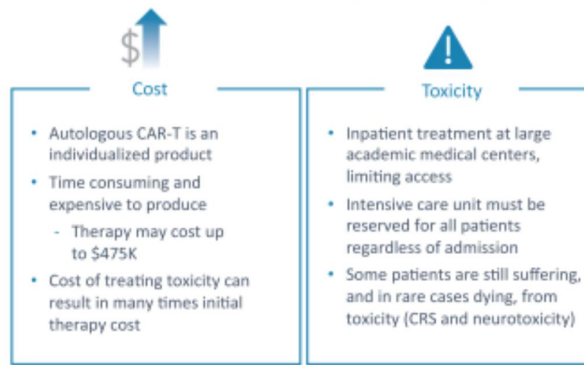 $
Cost
• Autologous CAR-T is an
individualized product
• Time consuming and
expensive to produce
- Therapy may cost up
to $475K
• Cost of treating toxicity can
result in many times initial
therapy cost
Toxicity
• Inpatient treatment at large
academic medical centers,
limiting access
• Intensive care unit must be
reserved for all patients
regardless of admission
• Some patients are still suffering,
and in rare cases dying, from
toxicity (CRS and neurotoxicity)